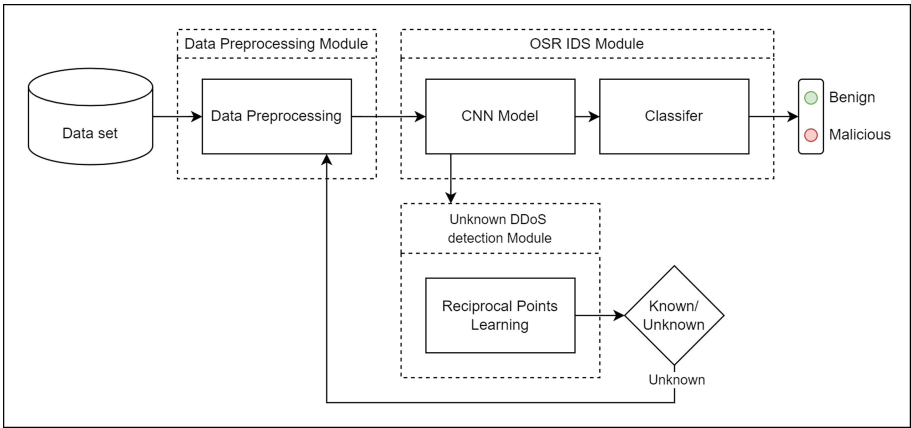 Data Preprocessing Module
OSR IDS Module
Data set
Data Preprocessing
CNN Model
Classifer
Benign
Malicious
Unknown DDoS
detection Module
Reciprocal Points
Learning
Known/
Unknown
Unknown